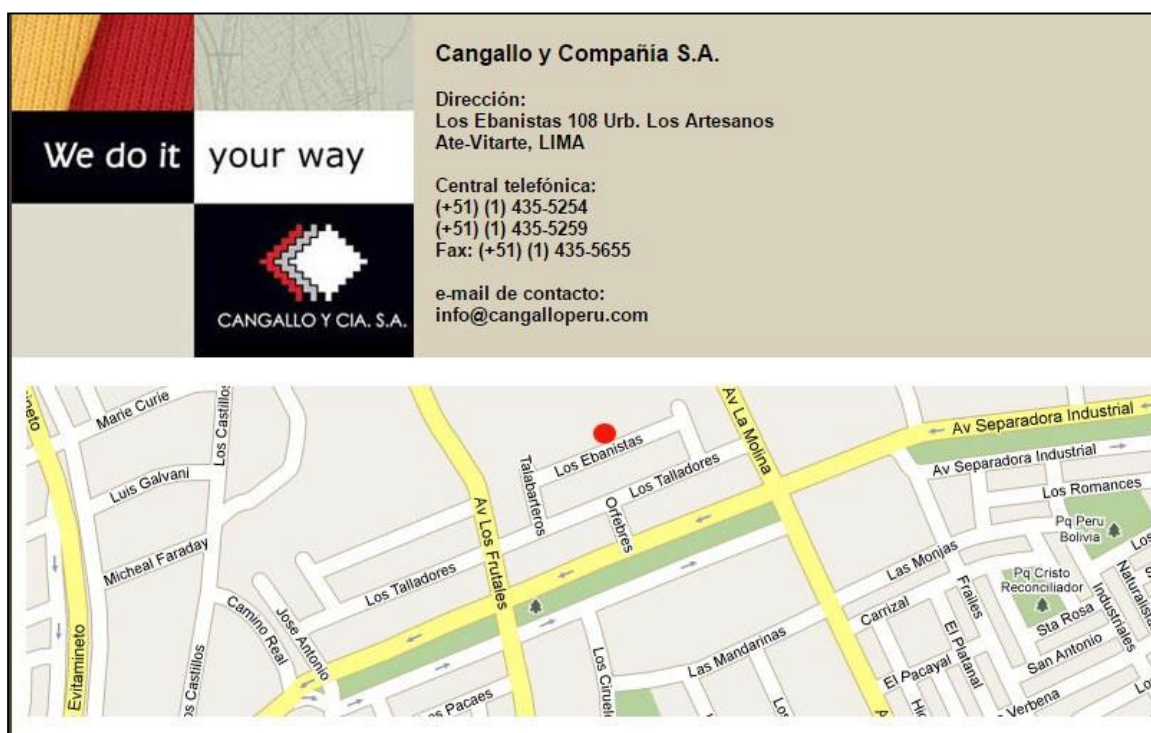 We do it your way
CANGALLO Y CIA. S.A.
Cangallo y Compañía S.A.
Dirección:
Los Ebanistas 108 Urb. Los Artesanos
Ate-Vitarte, LIMA
Central telefónica:
(+51) (1) 435-5254
(+51) (1) 435-5259
Fax: (+51) (1) 435-5655
e-mail de contacto:
info@cangalloperu.com
Marie Curie
Los Castillos
Luis Galvani
Micheal Faraday
Evitamineto
Camino Real
Jose Antonio
Los Talladores
Av Los Frutales
Talabarteros
Los Ebanistas
Los Talladores
Orfebres
Av La Molina
Av Separadora Industrial
Av Separadora Industrial
Los Romances
Pq Peru
Bolivia
Las Monjas
Pq Cristo
Reconciliador
Carrizal
Frailes
Sta Rosa
Industriales
San Antonio
El Platanal
El Pacayal
Las Mandarinas
Pacaes
Verbena